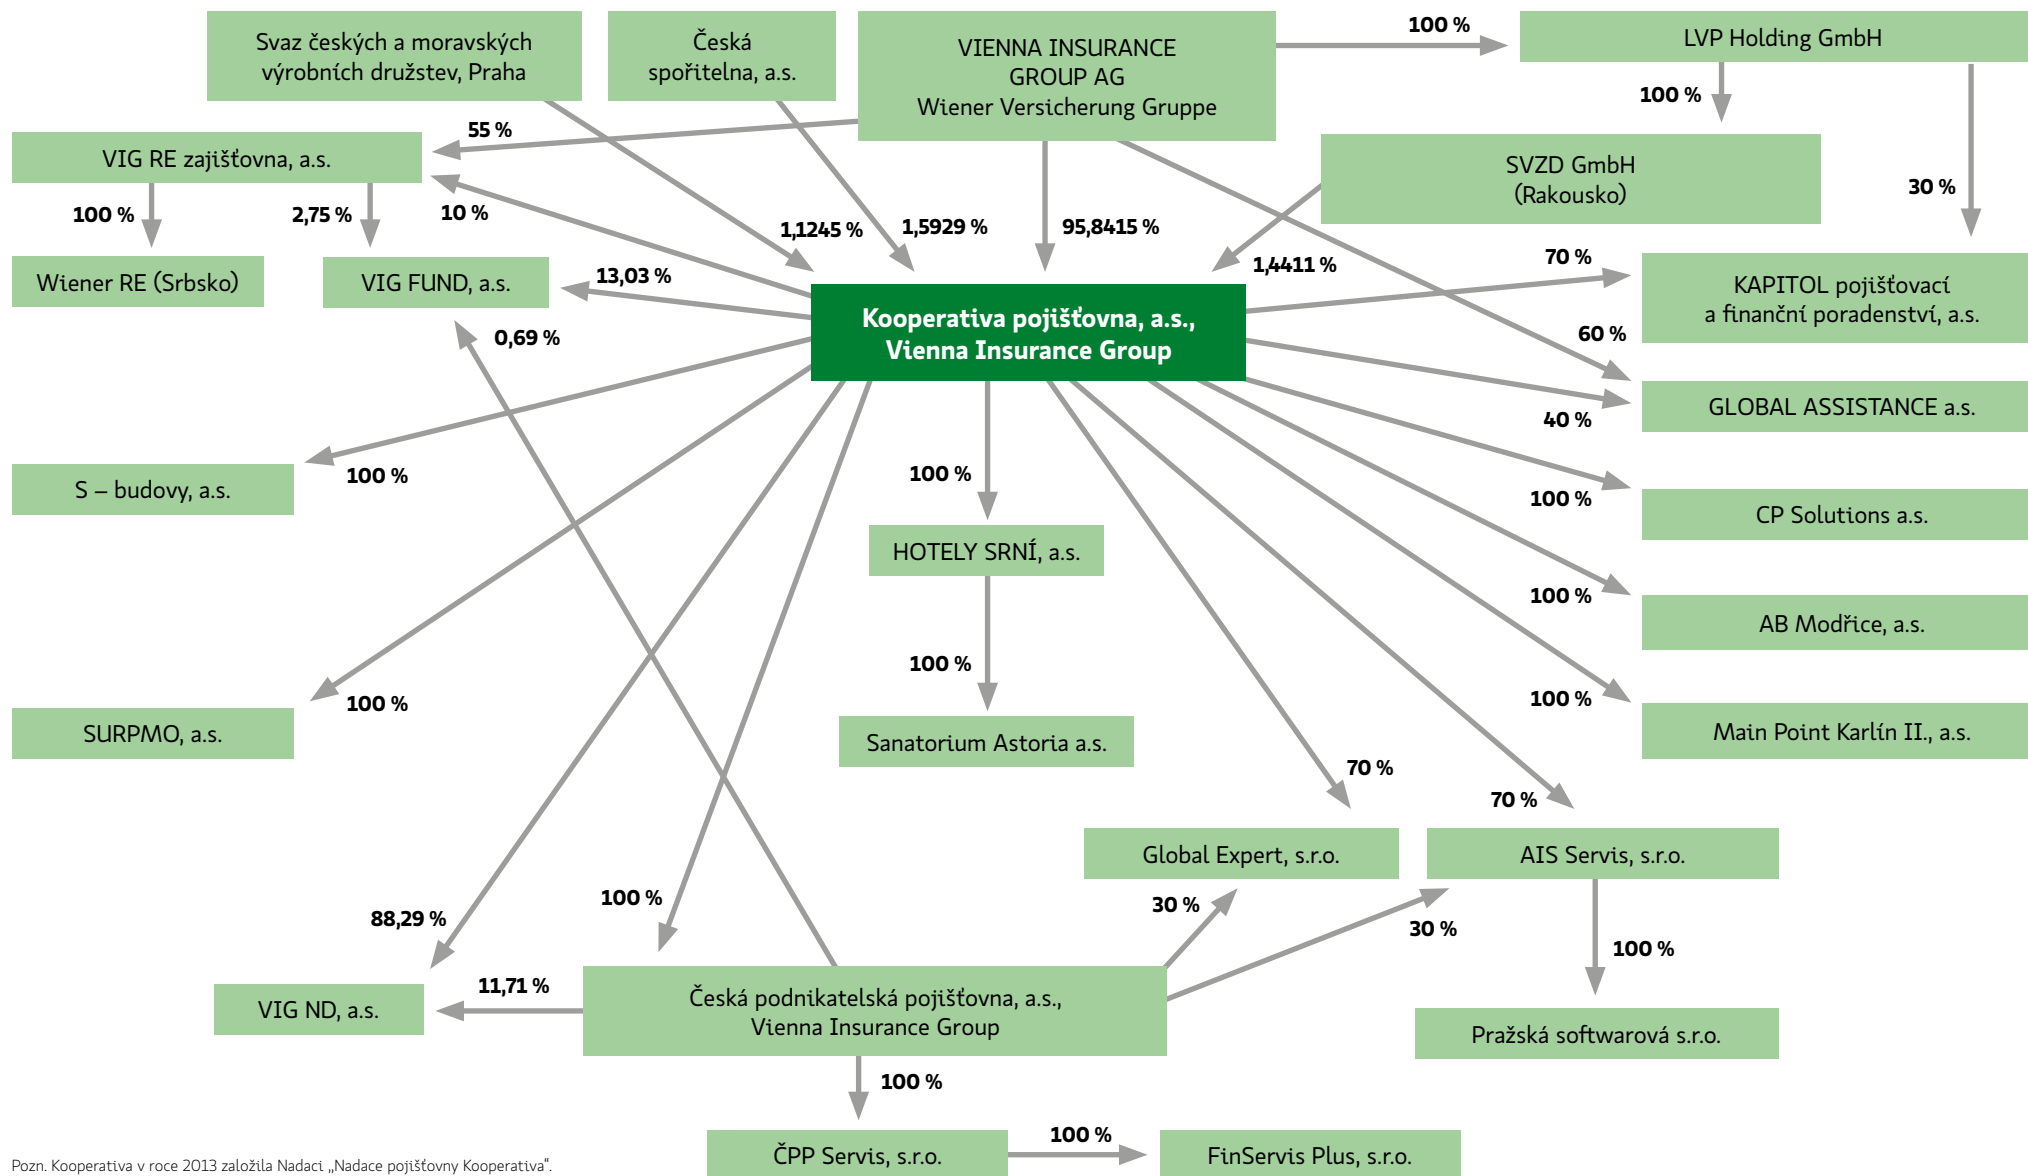 Svaz českých a moravských
výrobních družstev, Praha
Česká
spořitelna, a.s.
VIENNA INSURANCE
GROUP AG
Wiener Versicherung Gruppe
100 %
LVP Holding GmbH
100 %
55 %
VIG RE zajišťovna, a.s.
SVZD GmbH
(Rakousko)
30 %
100 %
2,75 %
10 %
1,1245 %
1,5929 %
95,8415 %
1,4411 %
70 %
Wiener RE (Srbsko)
VIG FUND, a.s.
13,03 %
KAPITOL pojišťovací
a finanční poradenství, a.s.
Kooperativa pojišťovna, a.s.,
Vienna Insurance Group
0,69 %
60 %
GLOBAL ASSISTANCE a.s.
40 %
100 %
S – budovy, a.s.
100 %
100 %
CP Solutions a.s.
HOTELY SRNÍ, a.s.
100 %
AB Modřice, a.s.
100 %
100 %
100 %
SURPMO, a.s.
Sanatorium Astoria a.s.
Main Point Karlín II., a.s.
70 %
70 %
Global Expert, s.r.o.
AIS Servis, s.r.o.
88,29 %
100 %
30 %
30 %
100 %
11,71 %
VIG ND, a.s.
Česká podnikatelská pojišťovna, a.s.,
Vienna Insurance Group
Pražská softwarová s.r.o.
100 %
ČPP Servis, s.r.o.
100 %
FinServis Plus, s.r.o.
Pozn. Kooperativa v roce 2013 založila Nadaci „Nadace pojišťovny Kooperativa“.